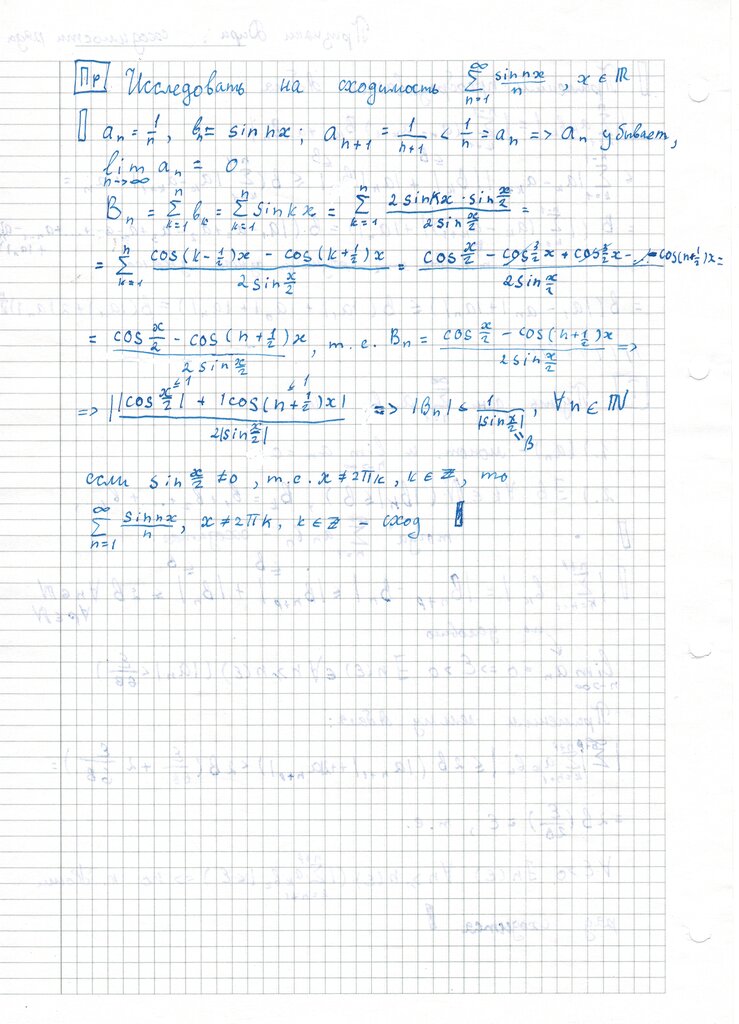 Пр Исследовать на сходимость ∑_{n=1}^{∞} sin nx / n , x ∈ ℝ
▯ a_n = 1/n , b_n = sin nx ; a_{n+1} = 1/(n+1) < 1/n = a_n => a_n убывает,
lim_{n→∞} a_n = 0
B_n = ∑_{k=1}^{n} b_k = ∑_{k=1}^{n} sin kx = ∑_{k=1}^{n} (2 sin kx · sin x/2) / (2 sin x/2) =
= ∑_{k=1}^{n} (cos(k-1/2)x - cos(k+1/2)x) / (2 sin x/2) = (cos x/2 - cos 3/2 x + cos 3/2 x - ... - cos(n+1/2)x) / (2 sin x/2) =
= (cos x/2 - cos(n+1/2)x) / (2 sin x/2) , т.е. B_n = (cos x/2 - cos(n+1/2)x) / (2 sin x/2) =>
=> (|cos x/2| + |cos(n+1/2)x|) / (2|sin x/2|) => |B_n| ≤ 1/|sin x/2| , ∀n ∈ ℕ
≤1 ≤1 = B
если sin x/2 ≠ 0 , т.е. x ≠ 2πk , k ∈ ℤ , то
∑_{n=1}^{∞} sin nx / n , x ≠ 2πk, k ∈ ℤ - сход ▮